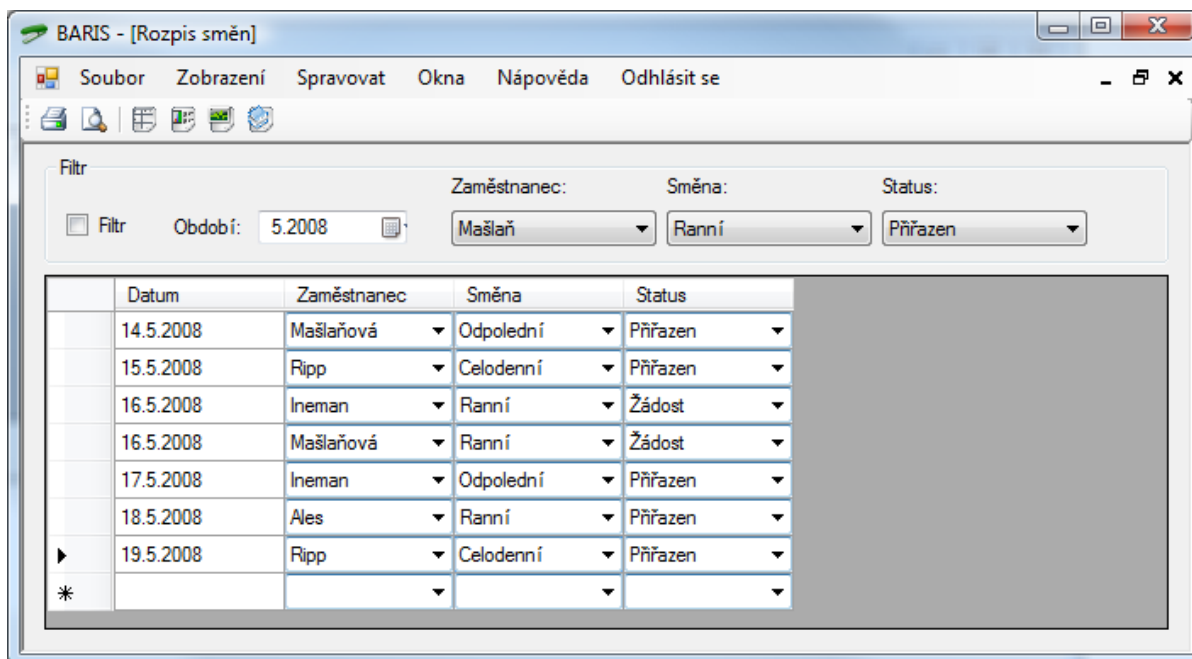 BARIS - [Rozpis směn]
Soubor Zobrazení Spravovat Okna Nápověda Odhlásit se
Filtr
Zaměstnanec: Směna: Status:
Filtr Období: 5.2008 Mašlaň Ranní Přiřazen
Datum Zaměstnanec Směna Status
14.5.2008 Mašlaňová Odpolední Přiřazen
15.5.2008 Ripp Celodenní Přiřazen
16.5.2008 Ineman Ranní Žádost
16.5.2008 Mašlaňová Ranní Žádost
17.5.2008 Ineman Odpolední Přiřazen
18.5.2008 Ales Ranní Přiřazen
19.5.2008 Ripp Celodenní Přiřazen